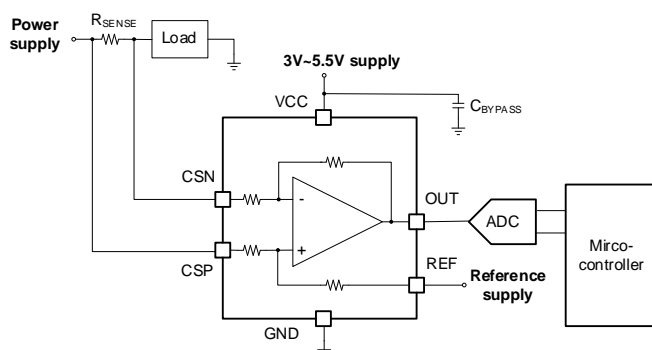 Power
supply
RSENSE
Load
3V~5.5V supply
VCC
CBYPASS
CSN
-
OUT
ADC
Mirco-
controller
CSP
+
REF
Reference
supply
GND